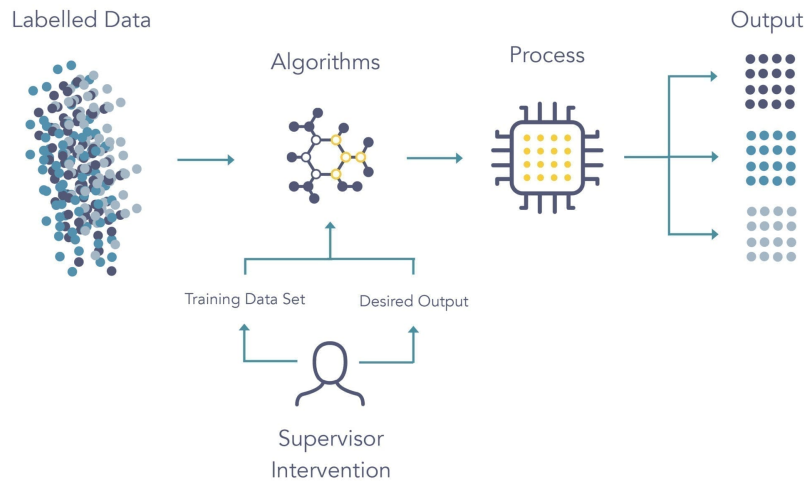 Labelled Data
Output
Algorithms
Process
Training Data Set
Desired Output
Supervisor
Intervention